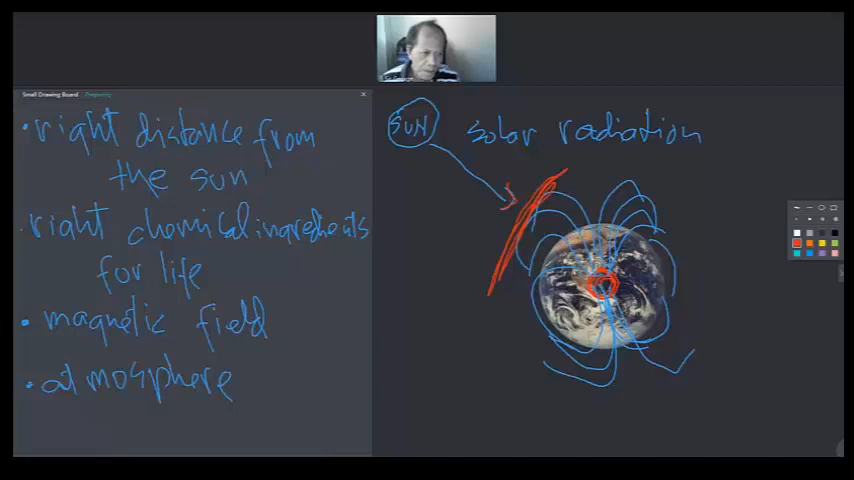 Small Drawing Board
• right distance from
the sun
• right chemical ingredients
for life
• magnetic field
• atmosphere
SUN
solar radiation